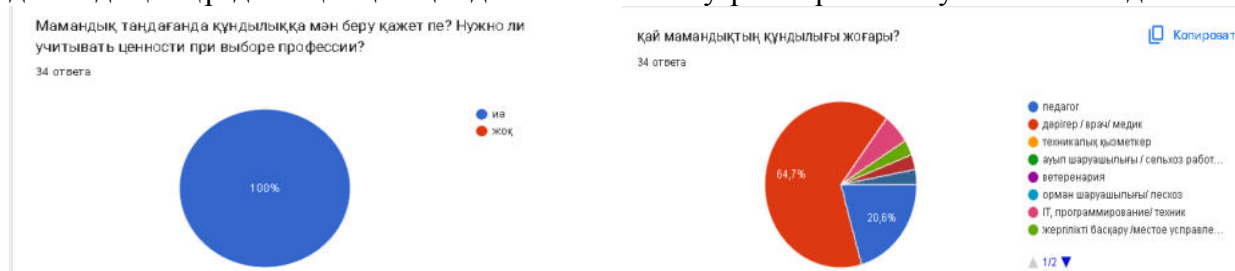 Мамандық таңдағанда құндылыққа мән беру қажет пе? Нужно ли
учитывать ценности при выборе профессии?
34 ответа
иә
жоқ
100%
қай мамандықтың құндылығы жоғары?
Копироват
34 ответа
педагог
дәрігер / врач/ медик
техникалық қызметкер
ауыл шаруашылығы / сельхоз работ...
ветеренария
орман шаруашылығы/ лесхоз
IT, программирование/ техник
жергілікті басқару /местое усправле...
64,7%
20,6%
1/2